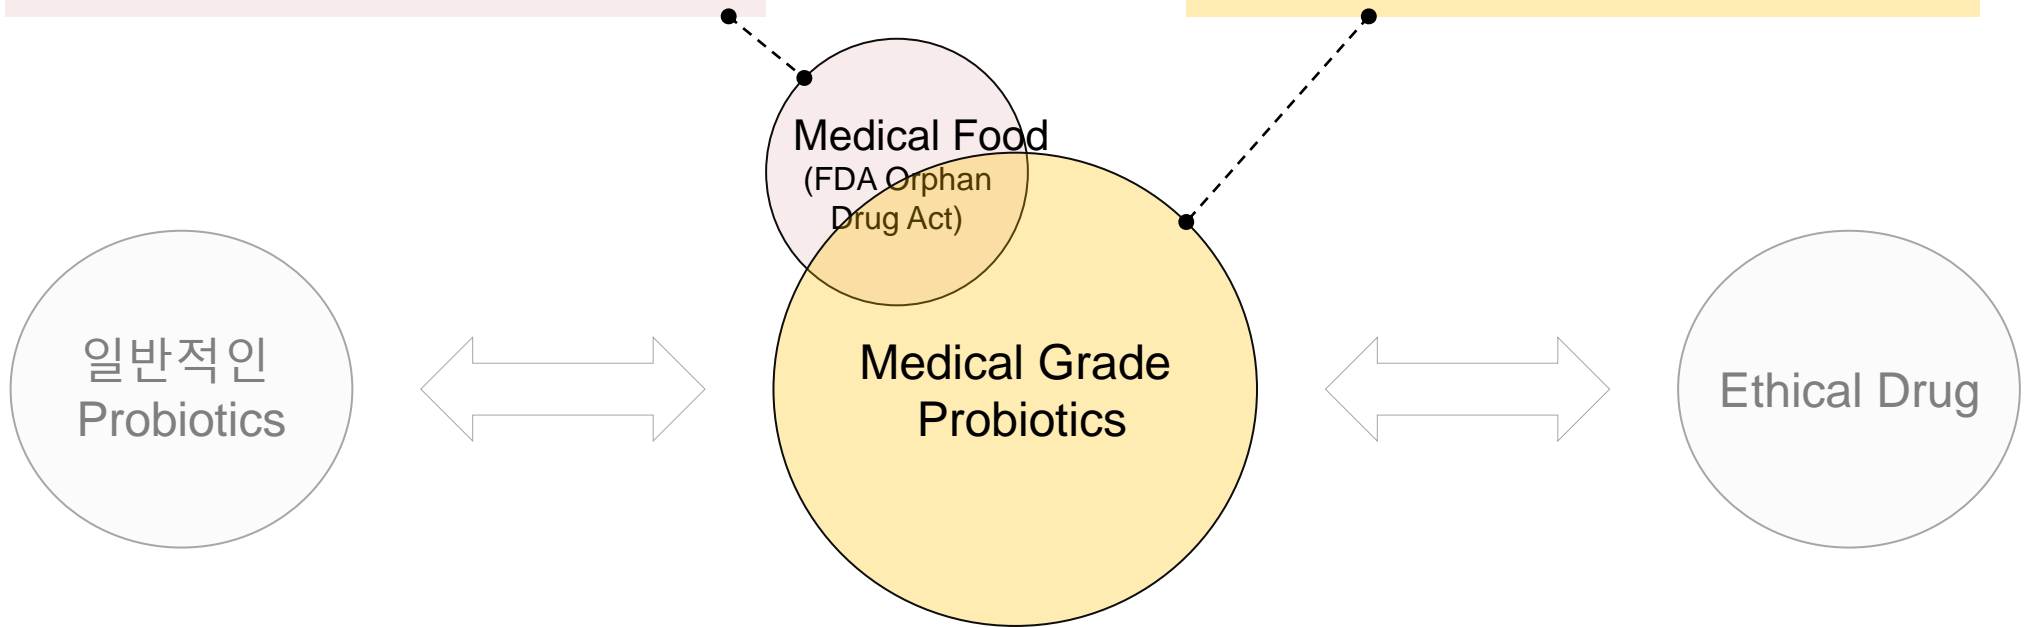 Medical Food
(FDA Orphan
Drug Act)
일반적인
Probiotics
Medical Grade
Probiotics
Ethical Drug